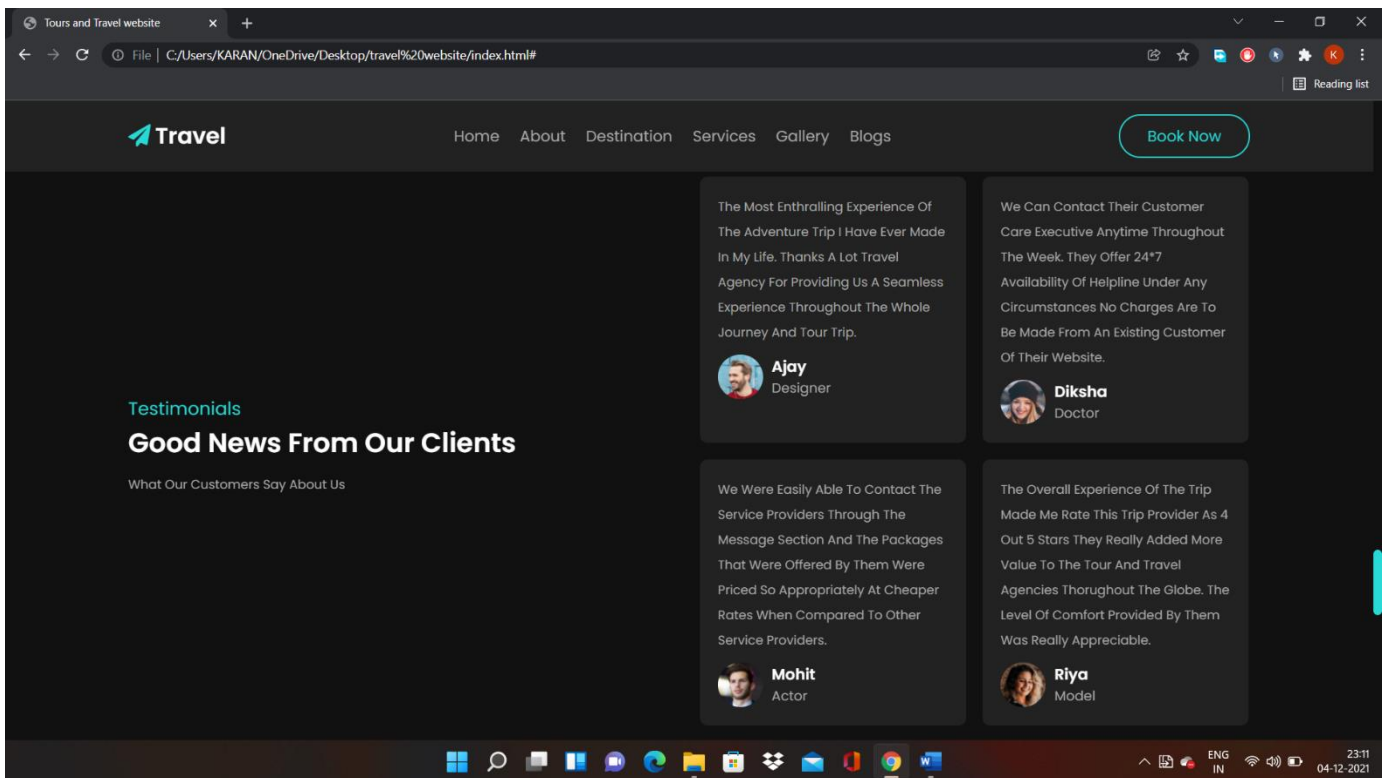 Tours and Travel website
File | C:/Users/KARAN/OneDrive/Desktop/travel%20website/index.html#
K
Reading list
Travel
Home About Destination Services Gallery Blogs
Book Now
Testimonials
Good News From Our Clients
What Our Customers Say About Us
The Most Enthralling Experience Of
The Adventure Trip I Have Ever Made
In My Life. Thanks A Lot Travel
Agency For Providing Us A Seamless
Experience Throughout The Whole
Journey And Tour Trip.
Ajay
Designer
We Can Contact Their Customer
Care Executive Anytime Throughout
The Week. They Offer 24*7
Availability Of Helpline Under Any
Circumstances No Charges Are To
Be Made From An Existing Customer
Of Their Website.
Diksha
Doctor
We Were Easily Able To Contact The
Service Providers Through The
Message Section And The Packages
That Were Offered By Them Were
Priced So Appropriately At Cheaper
Rates When Compared To Other
Service Providers.
Mohit
Actor
The Overall Experience Of The Trip
Made Me Rate This Trip Provider As 4
Out 5 Stars They Really Added More
Value To The Tour And Travel
Agencies Thorughout The Globe. The
Level Of Comfort Provided By Them
Was Really Appreciable.
Riya
Model
ENG
IN
23:11
04-12-2021